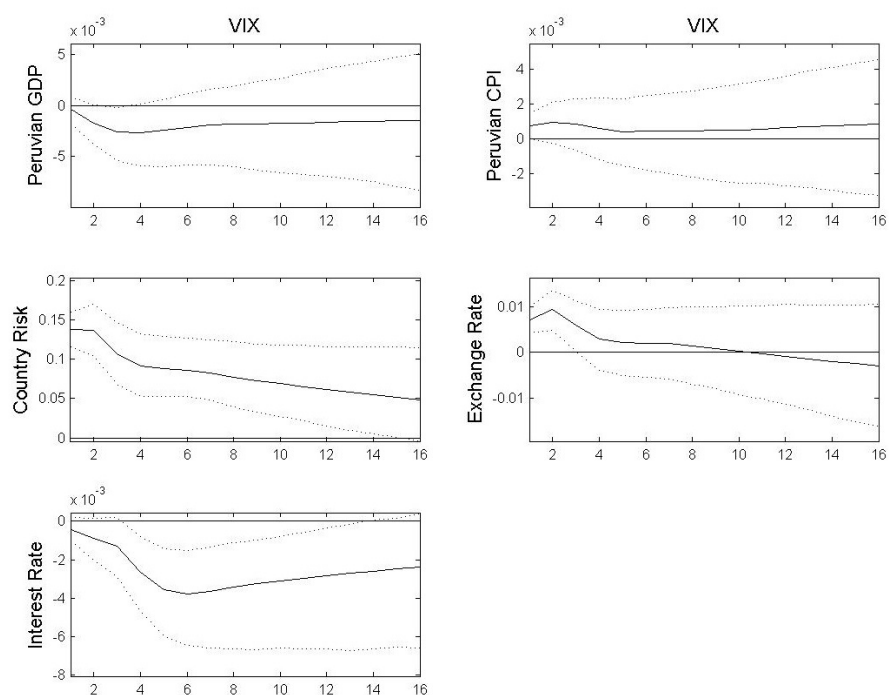 VIX
x 10-3
5
0
-5
Peruvian GDP
2 4 6 8 10 12 14 16
VIX
x 10-3
4
2
0
-2
Peruvian CPI
2 4 6 8 10 12 14 16
0.2
0.15
0.1
0.05
0
Country Risk
2 4 6 8 10 12 14 16
0.01
0
-0.01
Exchange Rate
2 4 6 8 10 12 14 16
x 10-3
0
-2
-4
-6
-8
Interest Rate
2 4 6 8 10 12 14 16